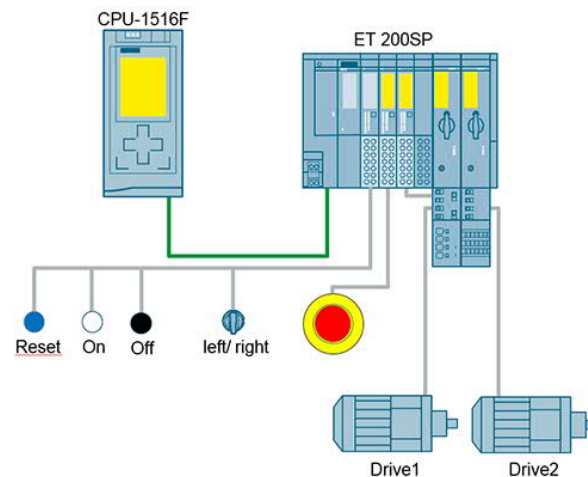 CPU-1516F
ET 200SP
Reset
On
Off
left/ right
Drive1
Drive2